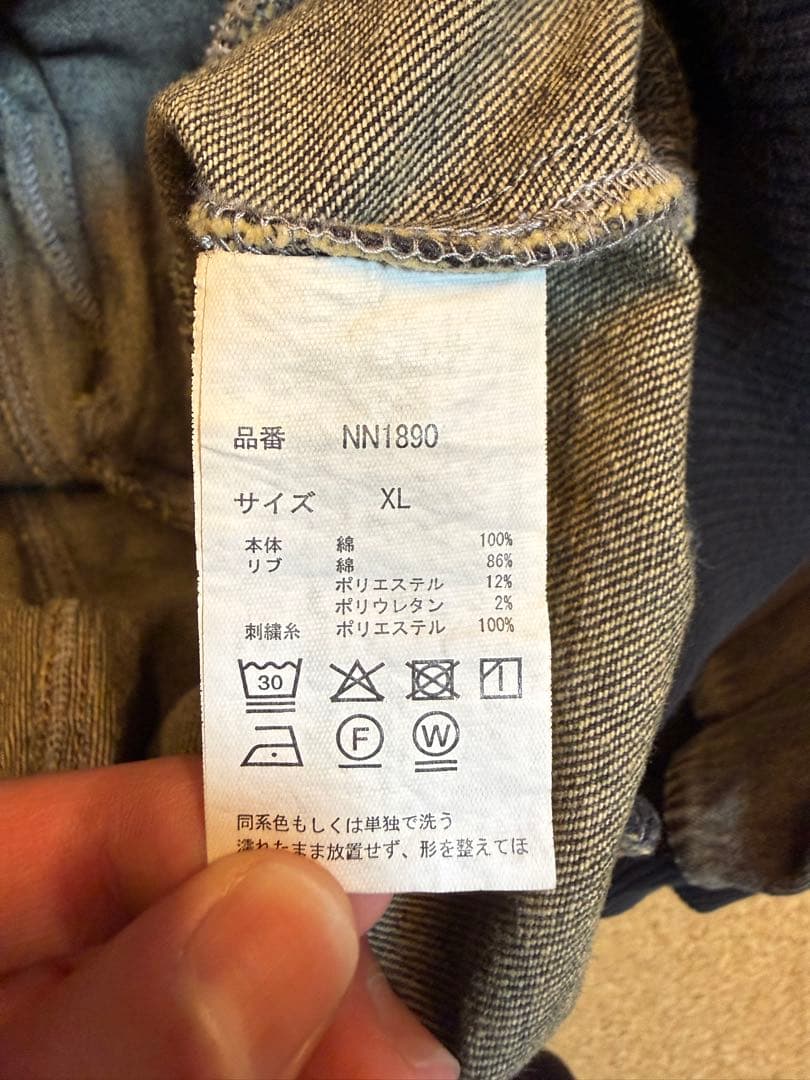 品番 NN1890
サイズ XL
本体 綿 100%
リブ 綿 86%
ポリエステル 12%
ポリウレタン 2%
刺繍糸 ポリエステル 100%
30
F W
同系色もしくは単独で洗う
濡れたまま放置せず、形を整えてほ